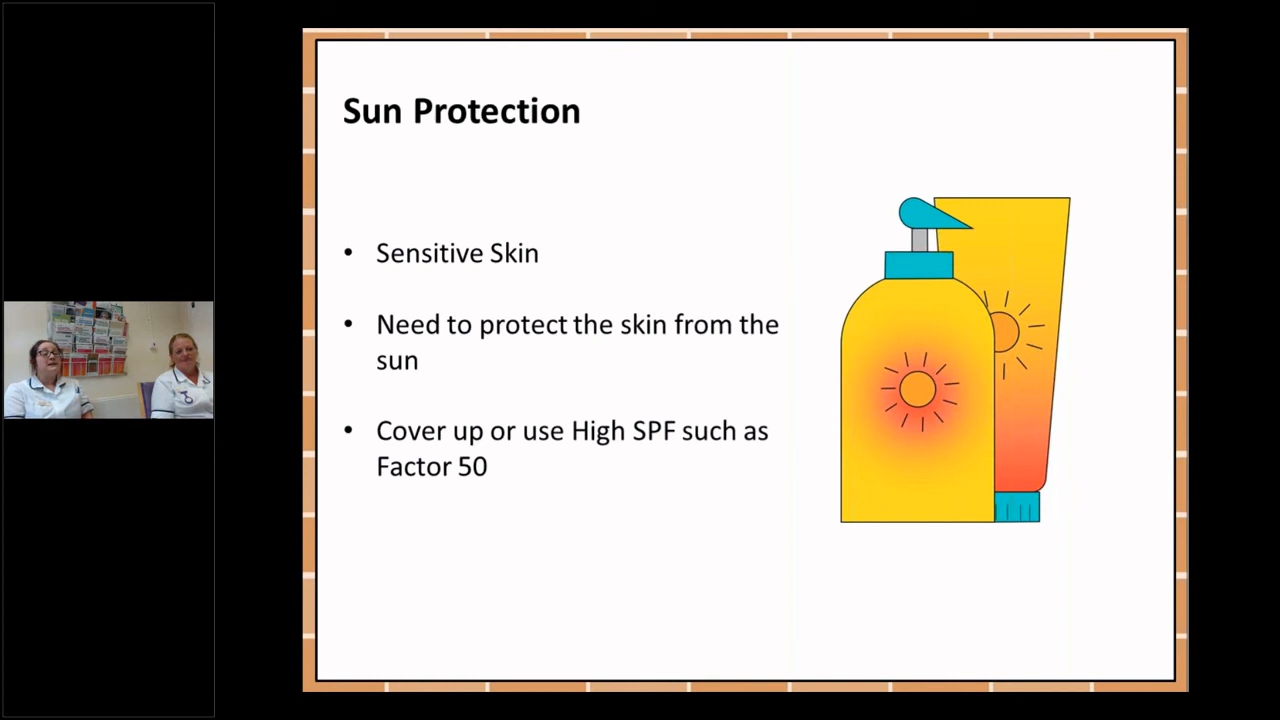 Sun Protection
• Sensitive Skin
• Need to protect the skin from the
sun
• Cover up or use High SPF such as
Factor 50